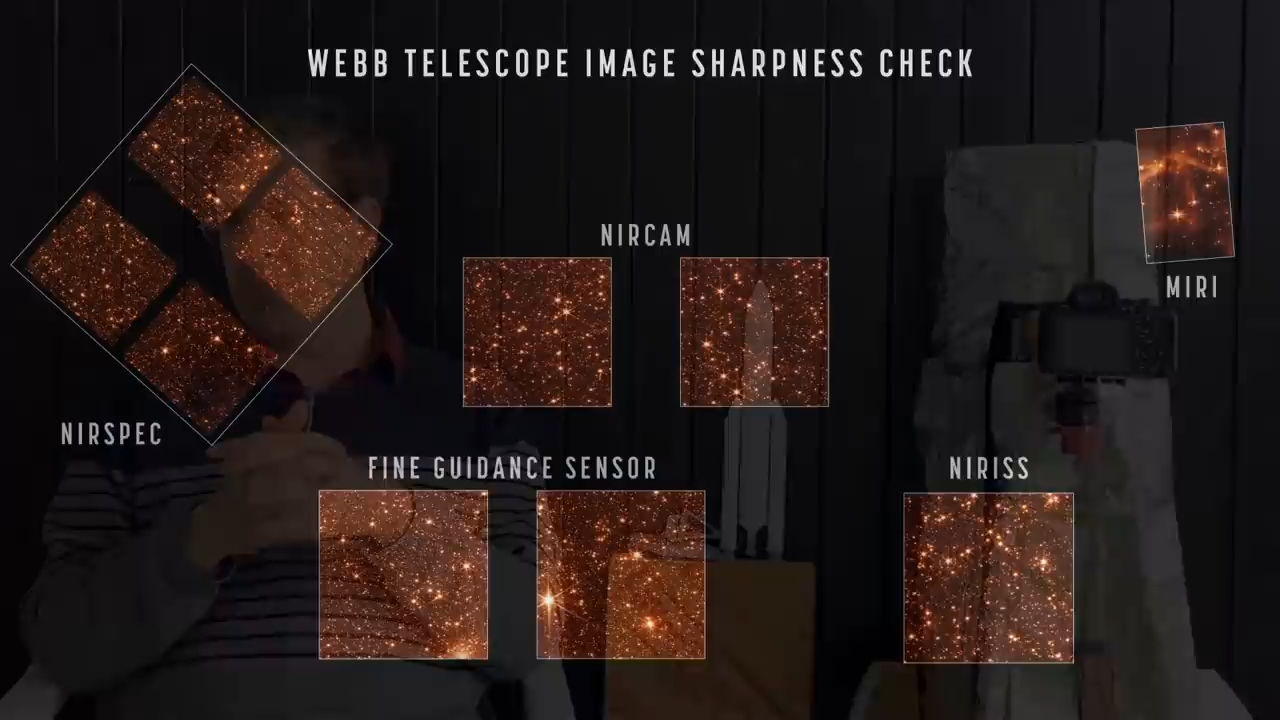 WEBB TELESCOPE IMAGE SHARPNESS CHECK
NIRCAM
MIRI
NIRSPEC
FINE GUIDANCE SENSOR
NIRISS